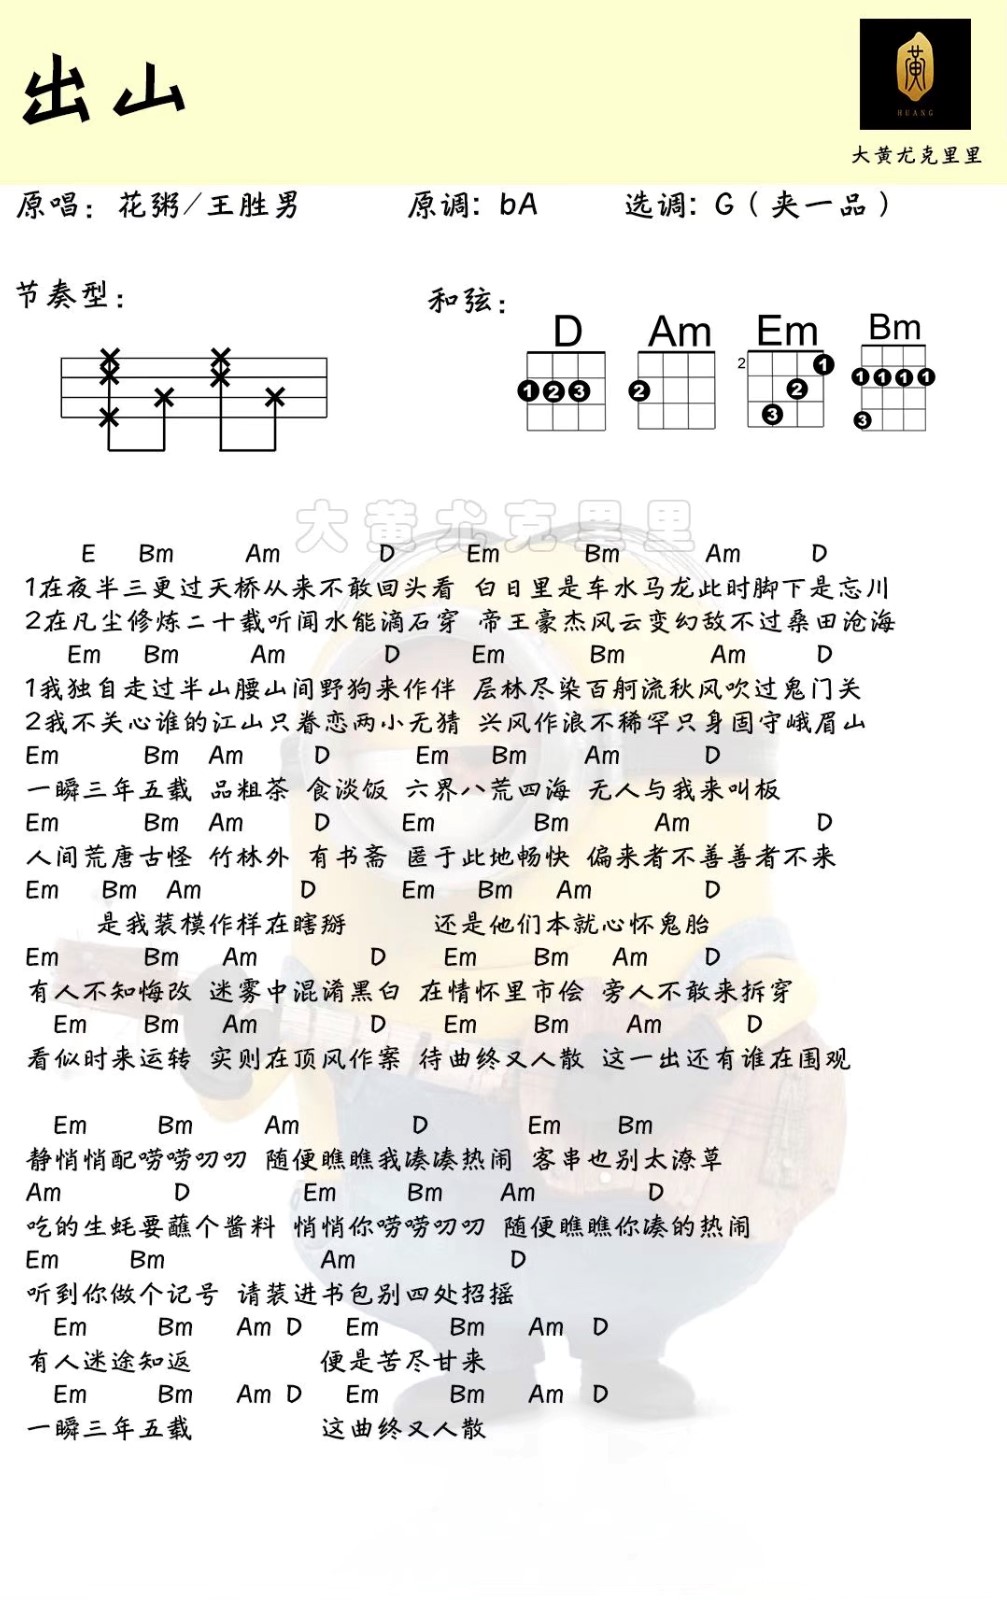 出山
黄
HUANG
大黄尤克里里
原唱：花粥/王胜男 原调: bA 选调: G（夹一品）
节奏型：
和弦：
D Am Em Bm
1 2 3 2 2 1 2 3 1 1 1 1 3
大黄尤克里里
E Bm Am D Em Bm Am D
1在夜半三更过天桥从来不敢回头看 白日里是车水马龙此时脚下是忘川
2在凡尘修炼二十载听闻水能滴石穿 帝王豪杰风云变幻敌不过桑田沧海
Em Bm Am D Em Bm Am D
1我独自走过半山腰山间野狗来作伴 层林尽染百舸流秋风吹过鬼门关
2我不关心谁的江山只眷恋两小无猜 兴风作浪不稀罕只身固守峨眉山
Em Bm Am D Em Bm Am D
一瞬三年五载 品粗茶 食淡饭 六界八荒四海 无人与我来叫板
Em Bm Am D Em Bm Am D
人间荒唐古怪 竹林外 有书斋 匿于此地畅快 偏来者不善善者不来
Em Bm Am D Em Bm Am D
是我装模作样在瞎掰 还是他们本就心怀鬼胎
Em Bm Am D Em Bm Am D
有人不知悔改 迷雾中混淆黑白 在情怀里市侩 旁人不敢来拆穿
Em Bm Am D Em Bm Am D
看似时来运转 实则在顶风作案 待曲终又人散 这一出还有谁在围观
Em Bm Am D Em Bm
静悄悄配唠唠叨叨 随便瞧瞧我凑凑热闹 客串也别太潦草
Am D Em Bm Am D
吃的生蚝要蘸个酱料 悄悄你唠唠叨叨 随便瞧瞧你凑的热闹
Em Bm Am D
听到你做个记号 请装进书包别四处招摇
Em Bm Am D Em Bm Am D
有人迷途知返 便是苦尽甘来
Em Bm Am D Em Bm Am D
一瞬三年五载 这曲终又人散